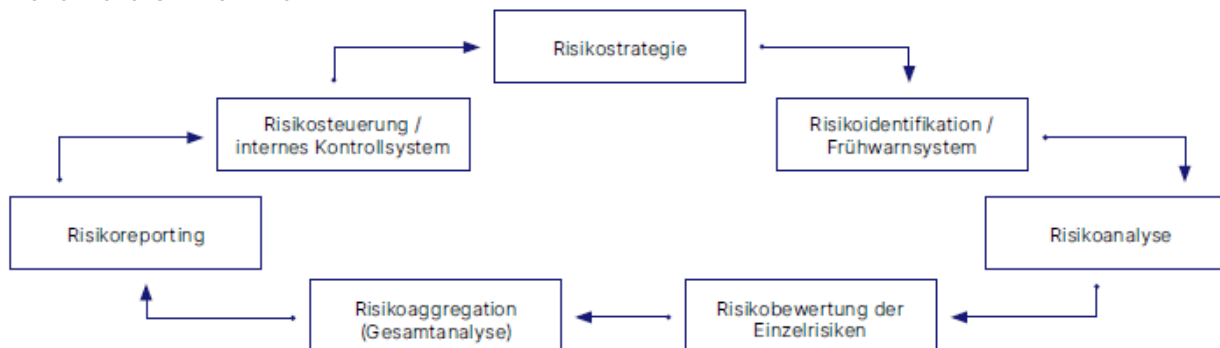 Risikostrategie
Risikosteuerung /
internes Kontrollsystem
Risikoidentifikation /
Frühwarnsystem
Risikoreporting
Risikoanalyse
Risikoaggregation
(Gesamtanalyse)
Risikobewertung der
Einzelrisiken